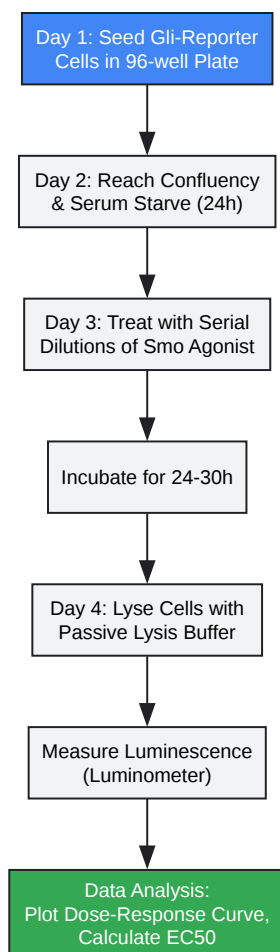 Day 1: Seed Gli-Reporter
Cells in 96-well Plate
Day 2: Reach Confluency
& Serum Starve (24h)
Day 3: Treat with Serial
Dilutions of Smo Agonist
Incubate for 24-30h
Day 4: Lyse Cells with
Passive Lysis Buffer
Measure Luminescence
(Luminometer)
Data Analysis:
Plot Dose-Response Curve,
Calculate EC50